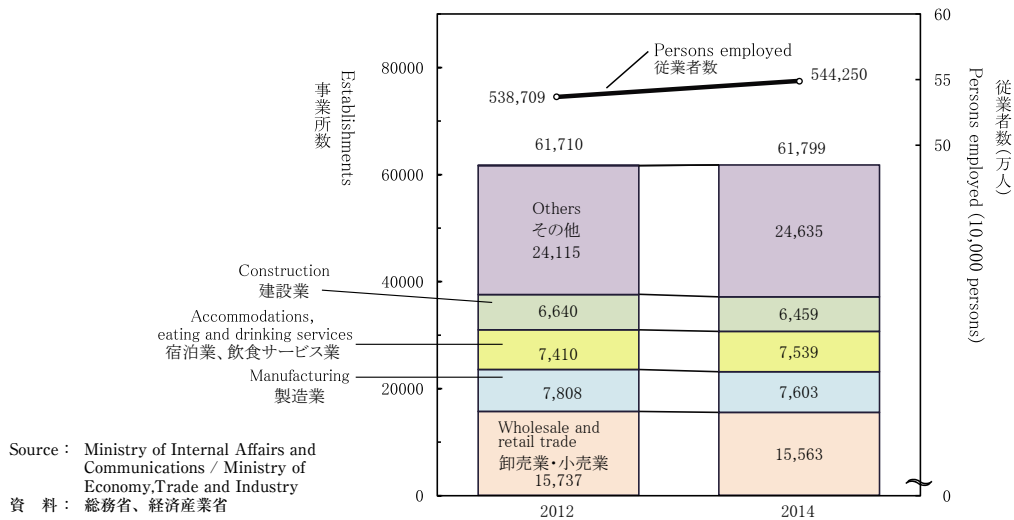 60
80000
60000
40000
20000
0
Establishments
事業所数
Persons employed
従業者数
538,709
544,250
61,710
61,799
55
50
0
従業者数(万人)
Persons employed (10,000 persons)
Others
その他
24,115
24,635
Construction
建設業
6,640
6,459
Accommodations,
eating and drinking services
宿泊業、飲食サービス業
7,410
7,539
Manufacturing
製造業
7,808
7,603
Wholesale and
retail trade
卸売業・小売業
15,737
15,563
2012
2014
Source： Ministry of Internal Affairs and
Communications / Ministry of
Economy,Trade and Industry
資　料： 総務省、経済産業省